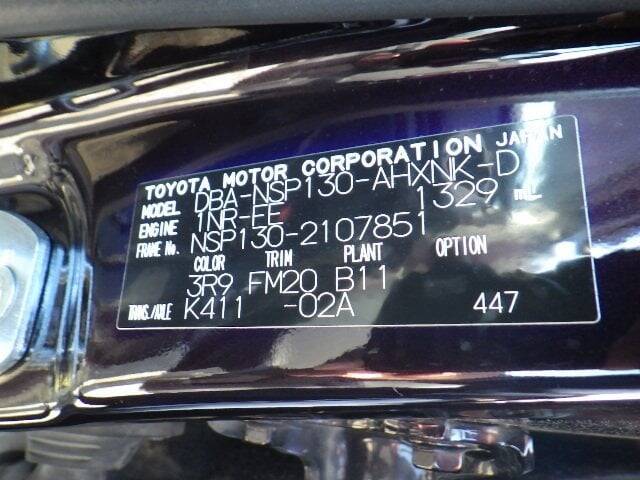 TOYOTA MOTOR CORPORATION JAPAN
MODEL DBA-NSP130-AHXNK-D
ENGINE 1NR-FE 1329 mL
FRAME No. NSP130-2107851
COLOR TRIM PLANT OPTION
3R9 FM20 B11
TRANS./AXLE K411 -02A 447